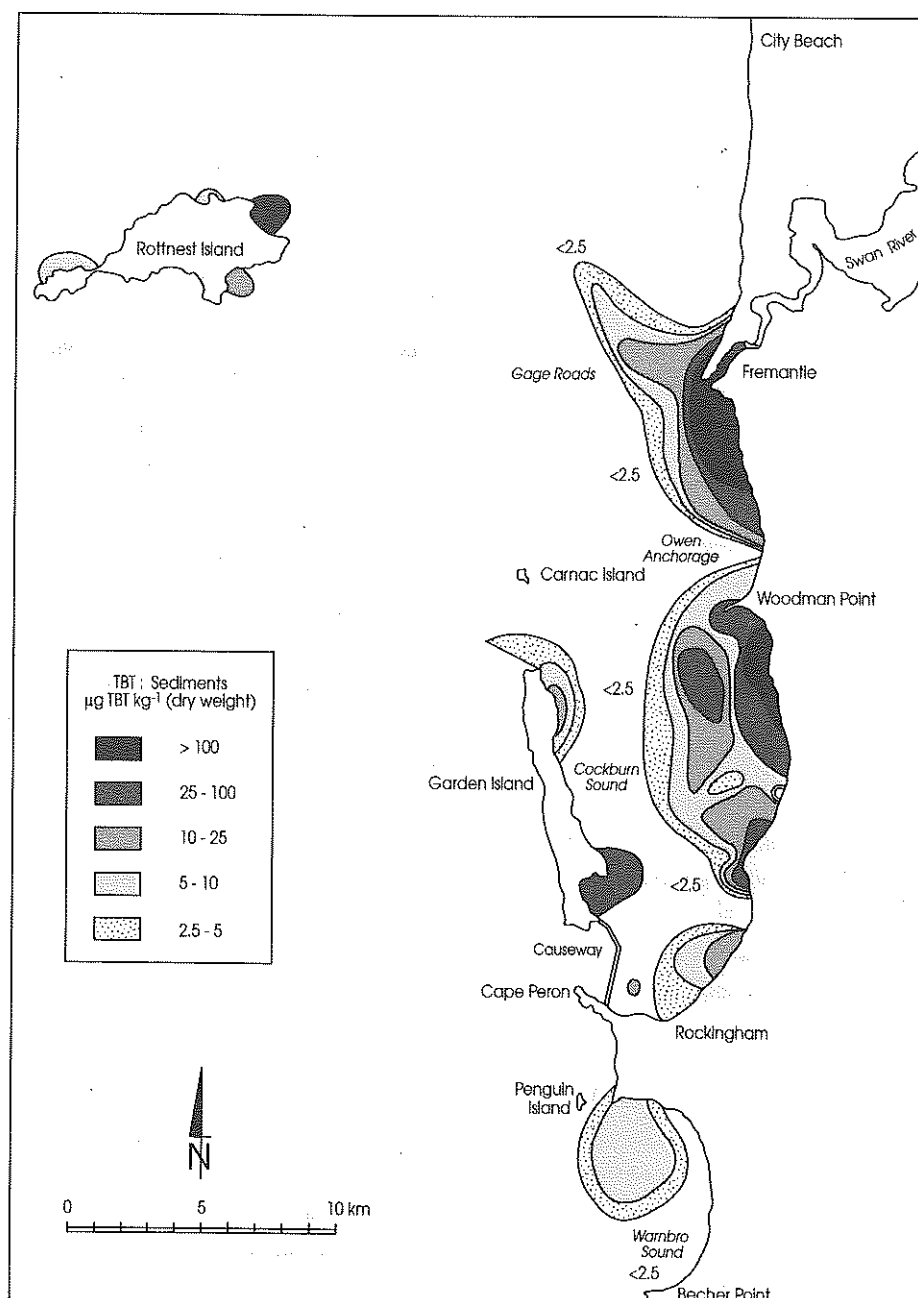 City Beach
Rottnest Island
Swan River
<2.5
Gage Roads
Fremantle
<2.5
Owen
Anchorage
Carnac Island
Woodman Point
TBT : Sediments
µg TBT kg-1 (dry weight)
> 100
25 - 100
10 - 25
5 - 10
2.5 - 5
<2.5
Garden Island
Cockburn
Sound
<2.5
Causeway
Cape Peron
Rockingham
Penguin
Island
N
0 5 10 km
Warnbro
Sound
<2.5
Becher Point